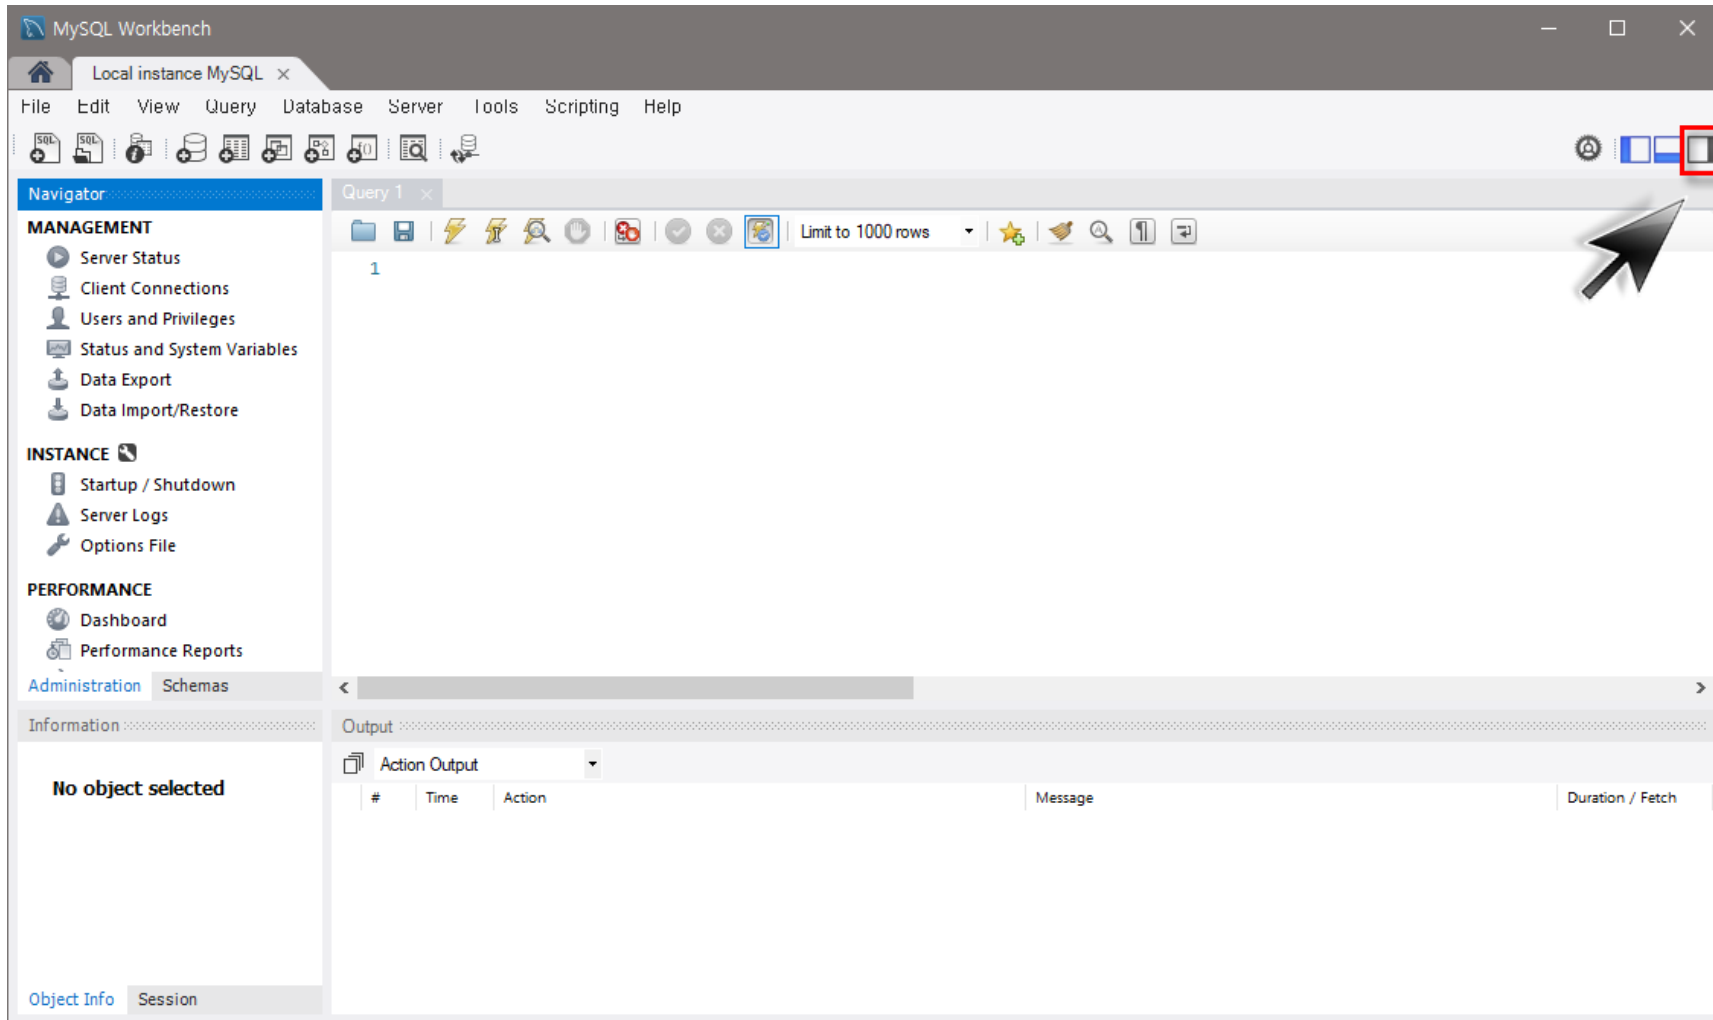 MySQL Workbench
Local instance MySQL
File Edit View Query Database Server Tools Scripting Help
SQL SQL f()
Navigator
Query 1
MANAGEMENT
Server Status
Client Connections
Users and Privileges
Status and System Variables
Data Export
Data Import/Restore
INSTANCE
Startup / Shutdown
Server Logs
Options File
PERFORMANCE
Dashboard
Performance Reports
Administration Schemas
Limit to 1000 rows
1
Information
No object selected
Object Info Session
Output
Action Output
# Time Action Message Duration / Fetch